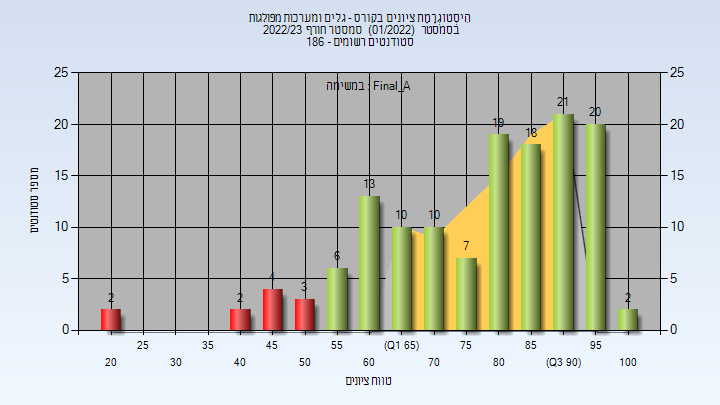 הִיסְטוֹגְרָמַת ציונים בקורס - גלים ומערכות מפולגות
בסמסטר (01/2022) סמסטר חורף 2022/23
סטודנטים רשומים - 186
במשימה : Final_A
25 25
20 20
15 15
10 10
5 5
0 0
מספר סטודנטים
2 2 4 3 6 13 10 10 7 19 18 21 20 2
25 35 45 55 (Q1 65) 75 85 95
20 30 40 50 60 70 80 (Q3 90) 100
טווח ציונים